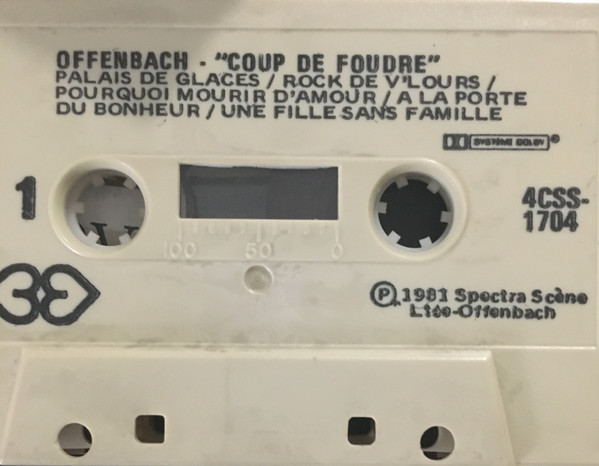 OFFENBACH - "COUP DE FOUDRE"
PALAIS DE GLACES / ROCK DE V'LOURS /
POURQUOI MOURIR D'AMOUR / A LA PORTE
DU BONHEUR / UNE FILLE SANS FAMILLE
SYSTÈME DOLBY ®
1
4CSS-
1704
100 50 0
Ⓟ 1981 Spectra Scène
Ltée-Offenbach